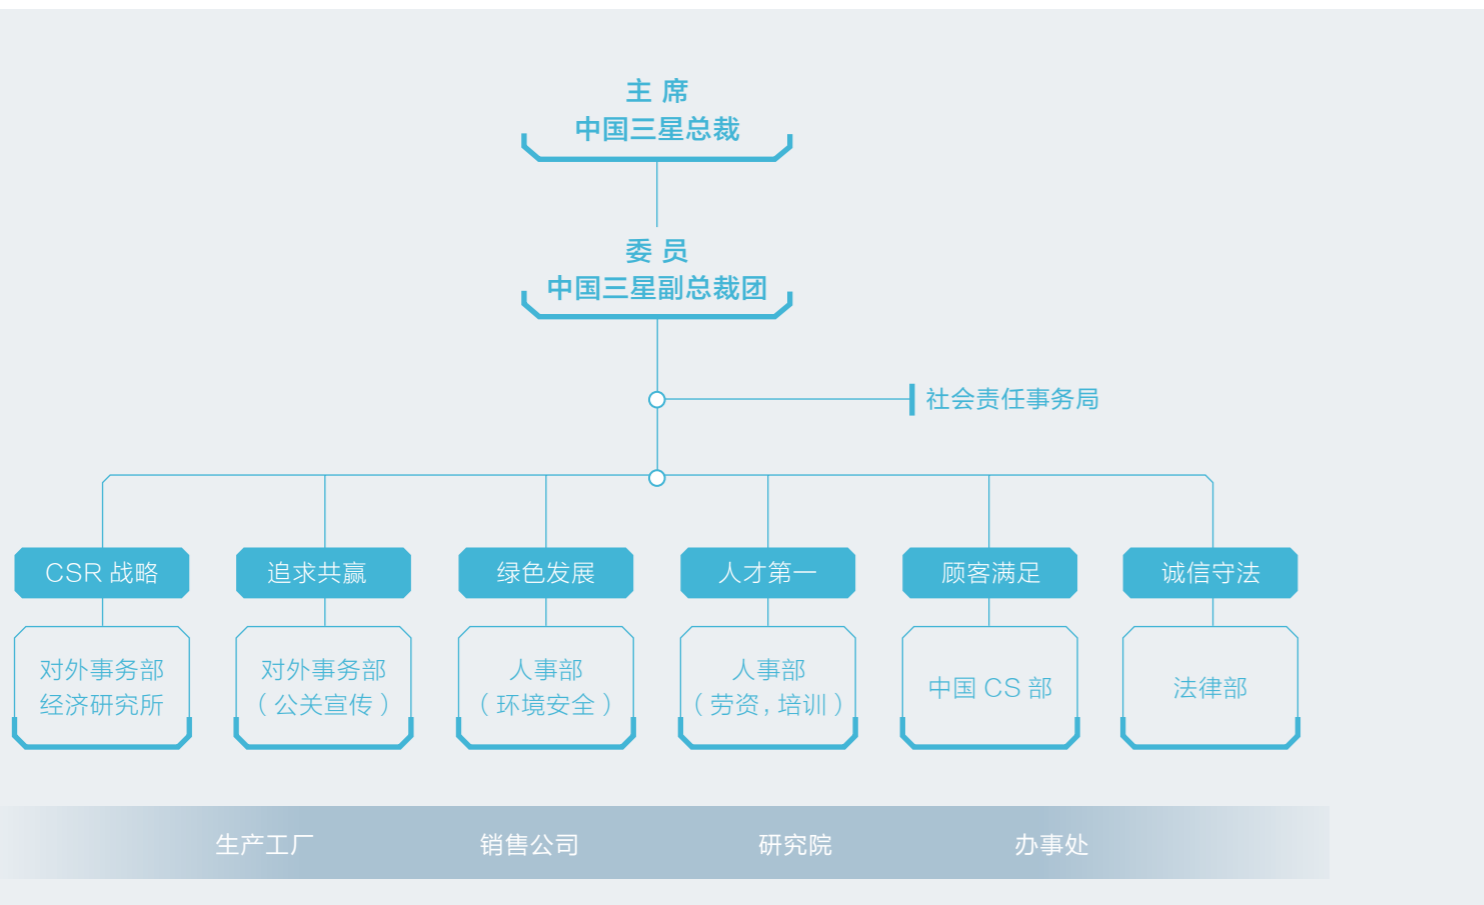 主 席
中国三星总裁
委 员
中国三星副总裁团
社会责任事务局
CSR 战略
追求共赢
绿色发展
人才第一
顾客满足
诚信守法
对外事务部
经济研究所
对外事务部
（公关宣传）
人事部
（环境安全）
人事部
（劳资，培训）
中国 CS 部
法律部
生产工厂
销售公司
研究院
办事处